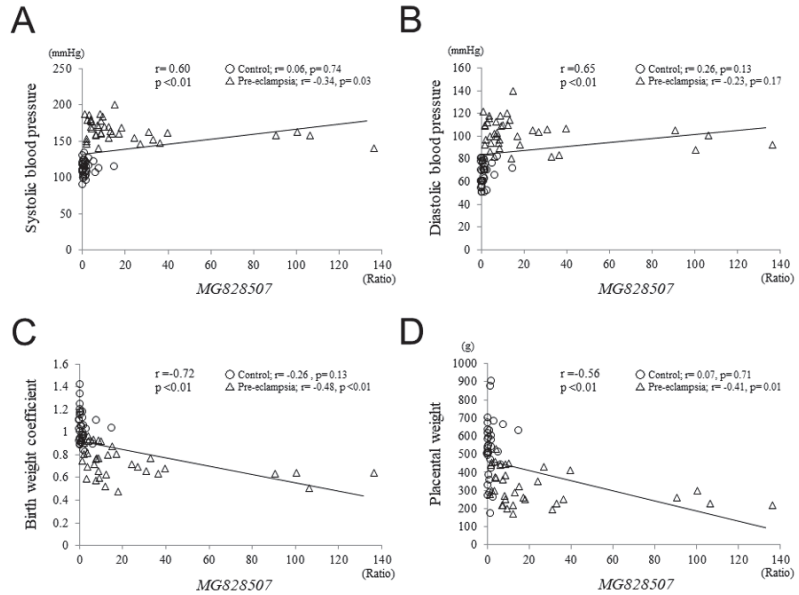 A
(mmHg)
r= 0.60
p <0.01
○ Control; r= 0.06, p= 0.74
△ Pre-eclampsia; r= -0.34, p= 0.03
Systolic blood pressure
250
200
150
100
50
0
0 20 40 60 80 100 120 140
(Ratio)
MG828507
B
(mmHg)
r= 0.65
p <0.01
○ Control; r= 0.26, p= 0.13
△ Pre-eclampsia; r= -0.23, p= 0.17
Diastolic blood pressure
160
140
120
100
80
60
40
20
0
0 20 40 60 80 100 120 140
(Ratio)
MG828507
C
r= -0.72
p <0.01
○ Control; r= -0.26 , p= 0.13
△ Pre-eclampsia; r= -0.48, p <0.01
Birth weight coefficient
1.6
1.4
1.2
1
0.8
0.6
0.4
0.2
0
0 20 40 60 80 100 120 140
(Ratio)
MG828507
D
(g)
r= -0.56
p <0.01
○ Control; r= 0.07, p= 0.71
△ Pre-eclampsia; r= -0.41, p= 0.01
Placental weight
1000
900
800
700
600
500
400
300
200
100
0
0 20 40 60 80 100 120 140
(Ratio)
MG828507